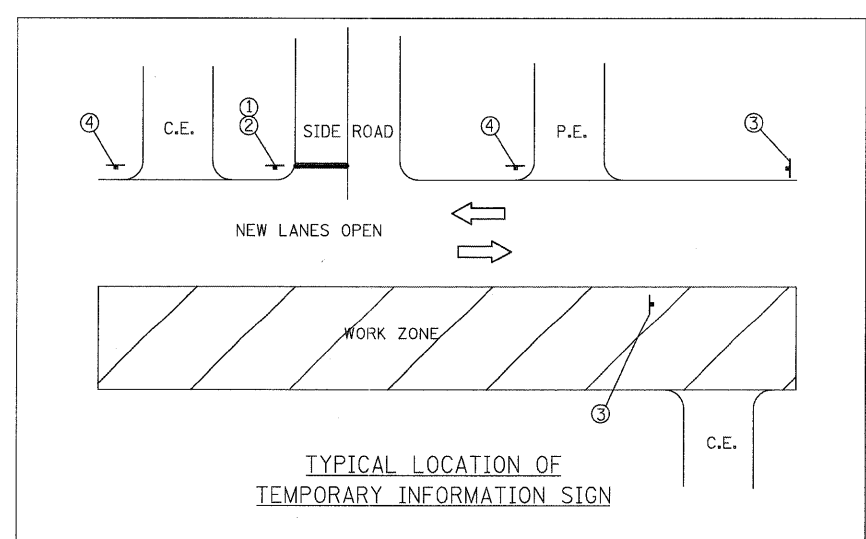 ①
②
④
C.E.
SIDE ROAD
④
P.E.
③
NEW LANES OPEN
WORK ZONE
③
C.E.
TYPICAL LOCATION OF
TEMPORARY INFORMATION SIGN